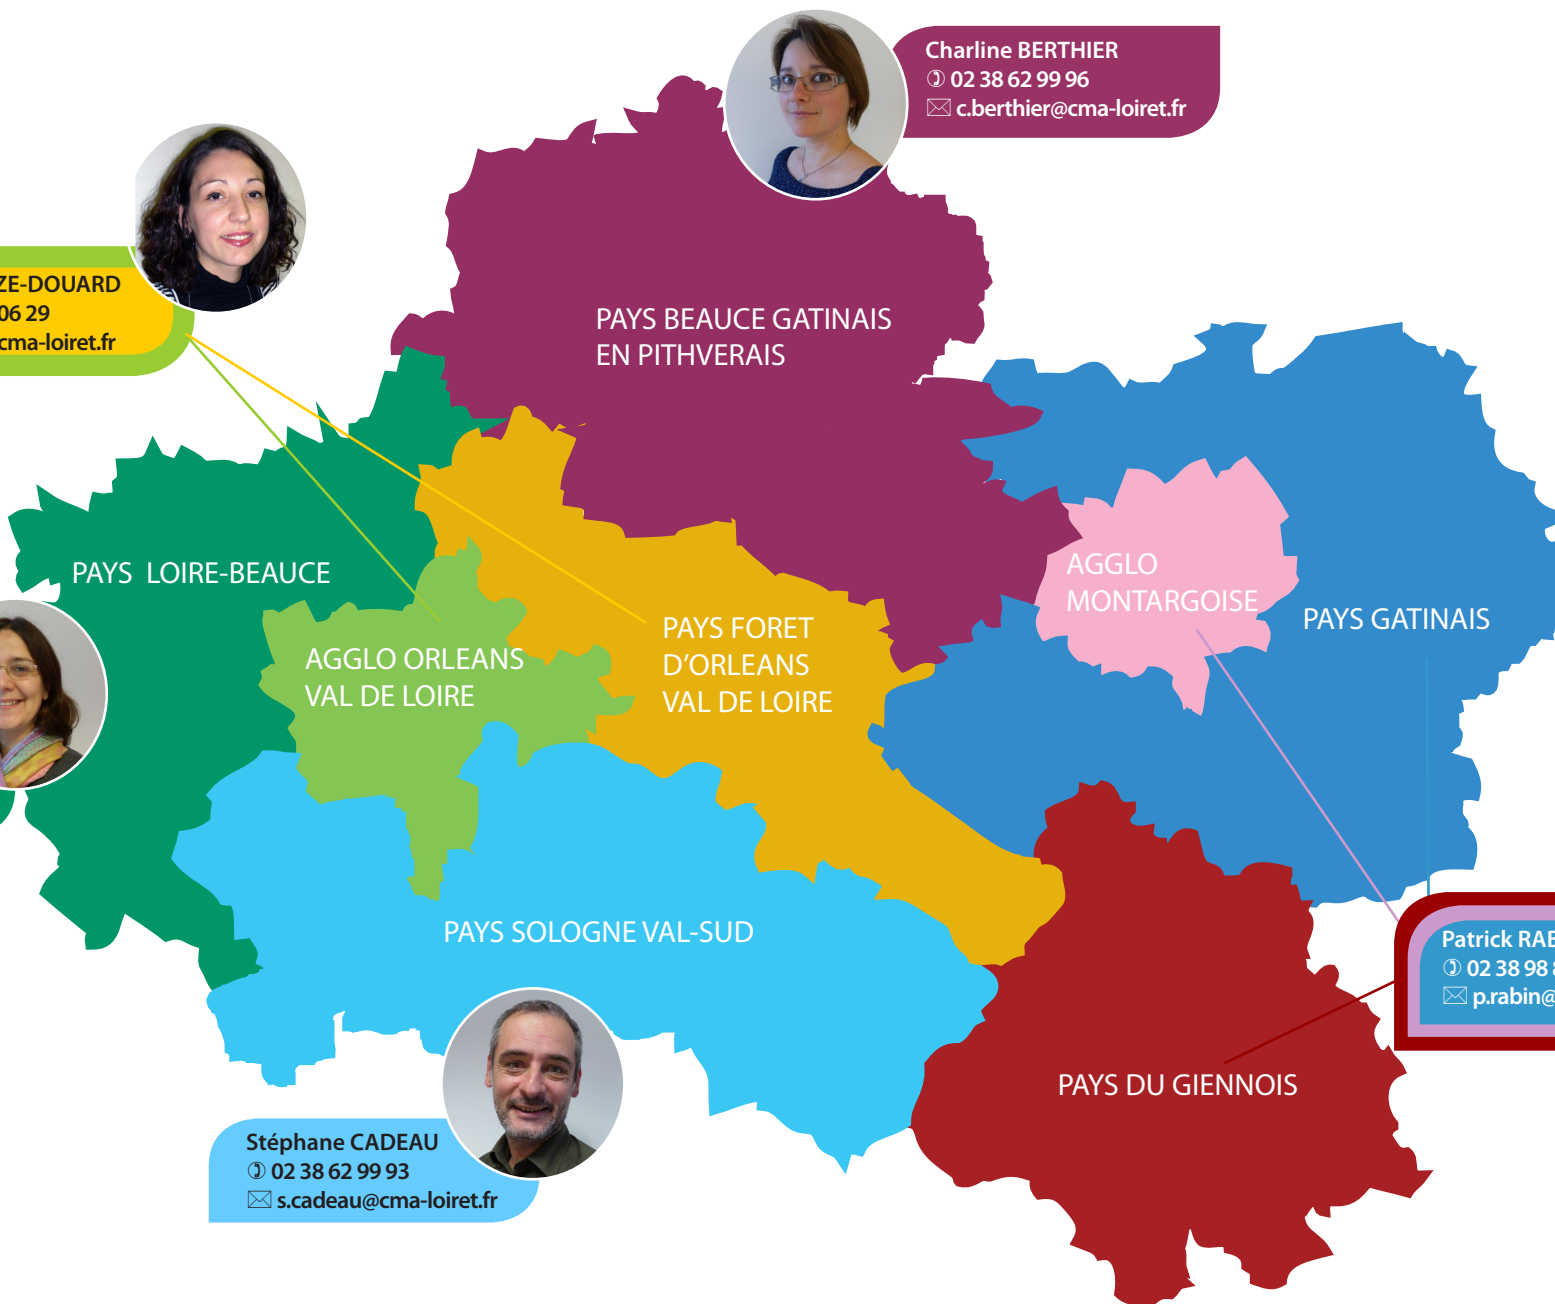 Charline BERTHIER
✆ 02 38 62 99 96
✉ c.berthier@cma-loiret.fr
ZE-DOUARD
06 29
cma-loiret.fr
PAYS BEAUCE GATINAIS
EN PITHVERAIS
PAYS LOIRE-BEAUCE
AGGLO
MONTARGOISE
PAYS GATINAIS
PAYS FORET
D'ORLEANS
VAL DE LOIRE
AGGLO ORLEANS
VAL DE LOIRE
PAYS SOLOGNE VAL-SUD
Patrick RAB
✆ 02 38 98
✉ p.rabin@
PAYS DU GIENNOIS
Stéphane CADEAU
✆ 02 38 62 99 93
✉ s.cadeau@cma-loiret.fr